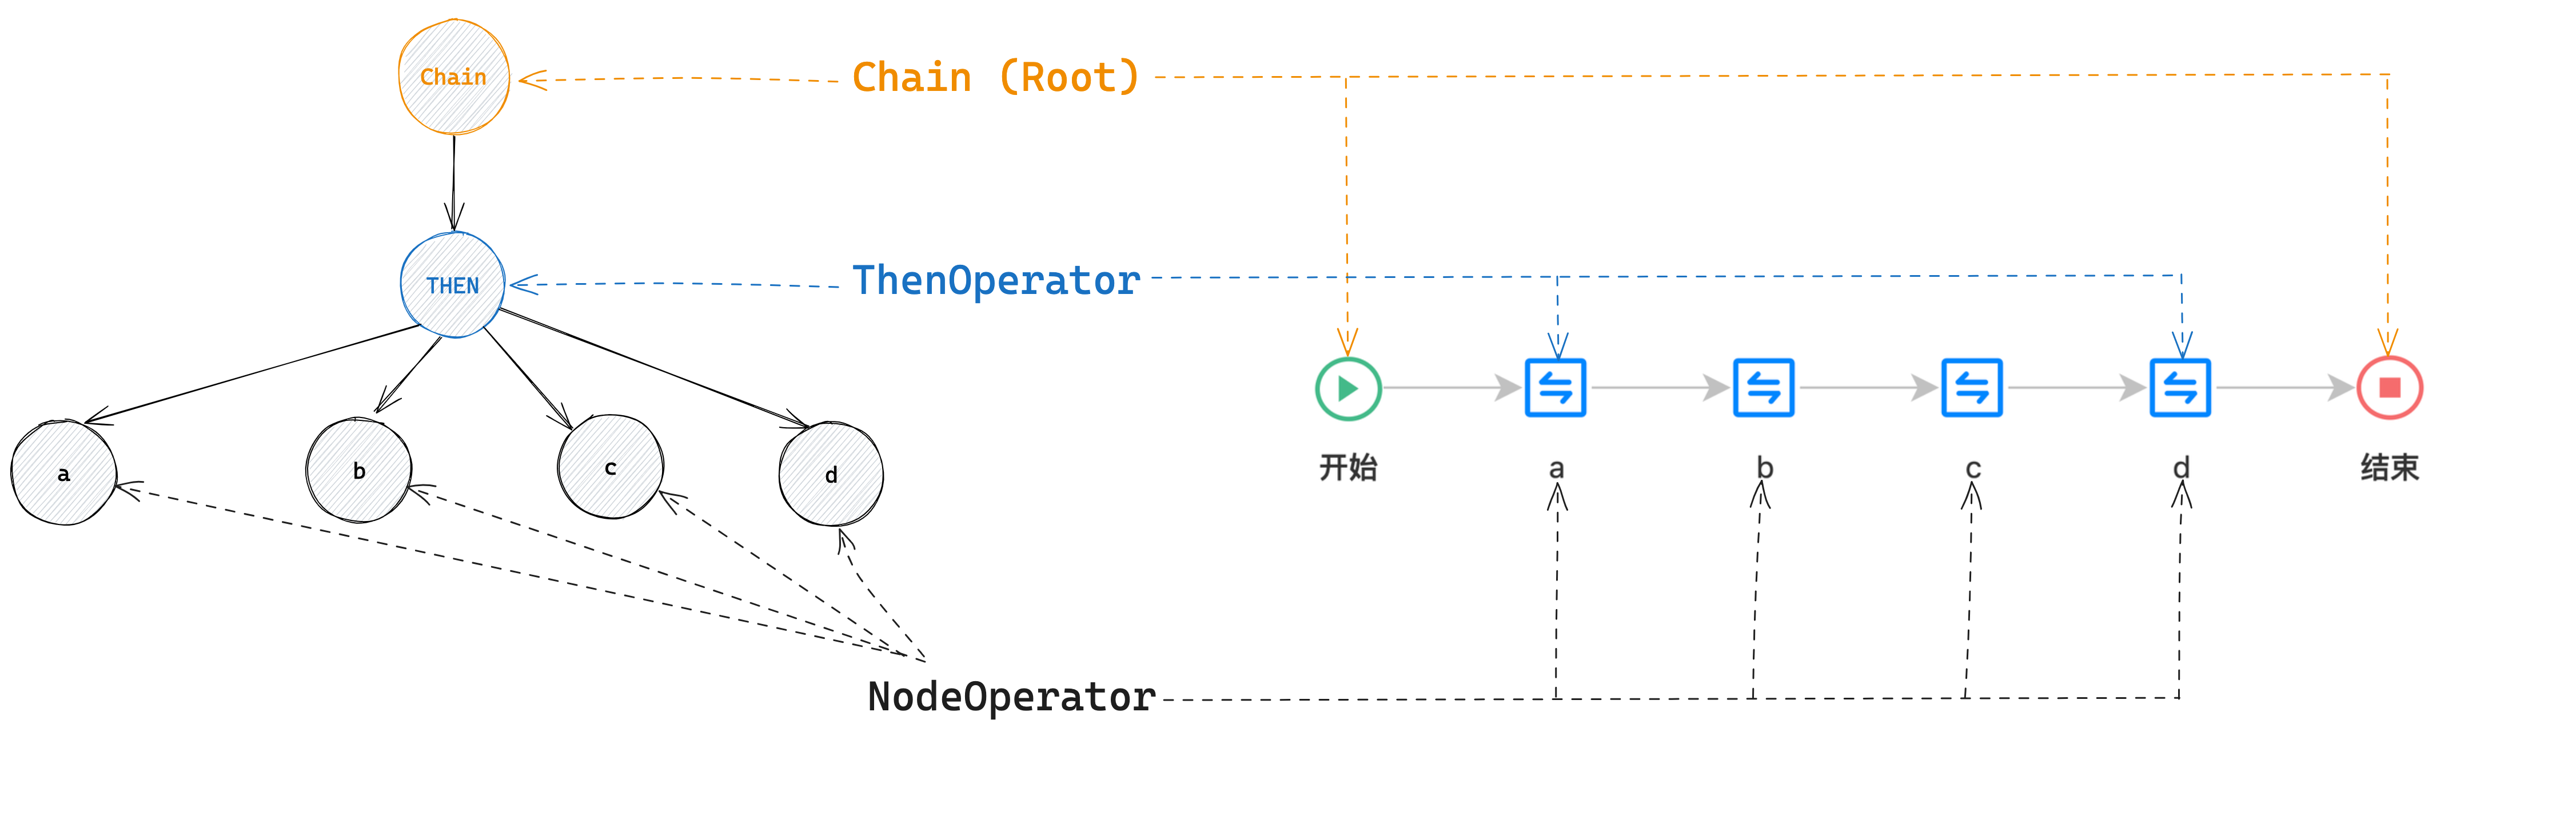 Chain
Chain (Root)
THEN
ThenOperator
a
b
c
d
开始
a
b
c
d
结束
NodeOperator